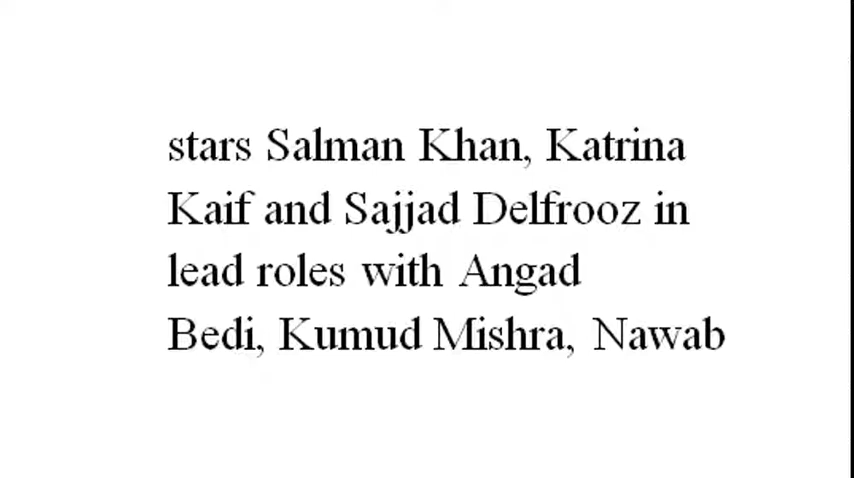 stars Salman Khan, Katrina
Kaif and Sajjad Delfrooz in
lead roles with Angad
Bedi, Kumud Mishra, Nawab